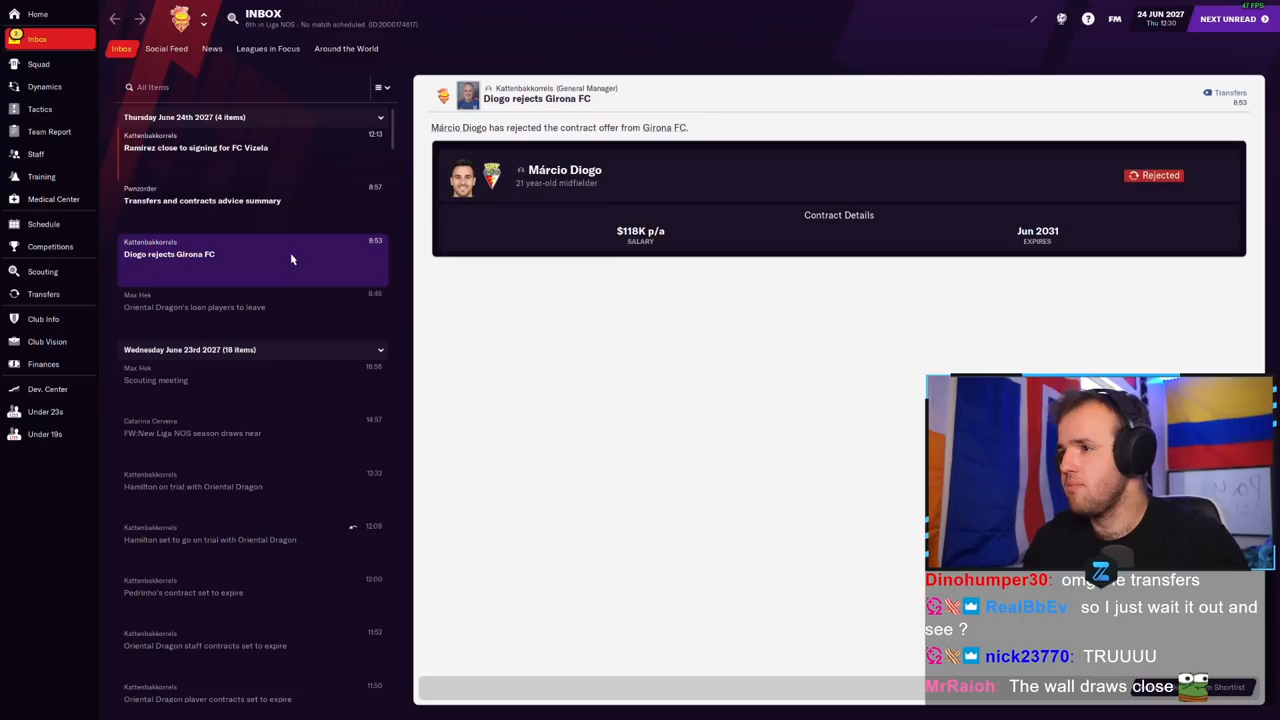 47 FPS
Home
INBOX
6th in Liga NOS - No match scheduled. (ID:2000174617)
FM
24 JUN 2027
Thu 12:30
NEXT UNREAD
2
Inbox
Squad
Dynamics
Tactics
Team Report
Staff
Training
Medical Center
Schedule
Competitions
Scouting
Transfers
Club Info
Club Vision
Finances
Dev. Center
Under 23s
Under 19s
Inbox
Social Feed
News
Leagues in Focus
Around the World
All Items
Thursday June 24th 2027 (4 items)
Kattenbakkorrels 12:13
Ramírez close to signing for FC Vizela
Pwnzorder 8:57
Transfers and contracts advice summary
Kattenbakkorrels 8:53
Diogo rejects Girona FC
Max Hek 8:46
Oriental Dragon's loan players to leave
Wednesday June 23rd 2027 (18 items)
Max Hek 16:56
Scouting meeting
Catarina Cerveira 14:57
FW:New Liga NOS season draws near
Kattenbakkorrels 12:32
Hamilton on trial with Oriental Dragon
Kattenbakkorrels 12:09
Hamilton set to go on trial with Oriental Dragon
Kattenbakkorrels 12:00
Pedrinho's contract set to expire
Kattenbakkorrels 11:52
Oriental Dragon staff contracts set to expire
Kattenbakkorrels 11:50
Oriental Dragon player contracts set to expire
Kattenbakkorrels (General Manager)
Diogo rejects Girona FC
Transfers
8:53
Márcio Diogo has rejected the contract offer from Girona FC.
Márcio Diogo
21 year-old midfielder
Rejected
Contract Details
$118K p/a
SALARY
Jun 2031
EXPIRES
Dinohumper30: omg transfers
RealBbEv: so I just wait it out and
see ?
nick23770: TRUUUU
MrRaioh: The wall draws close
Shortlist